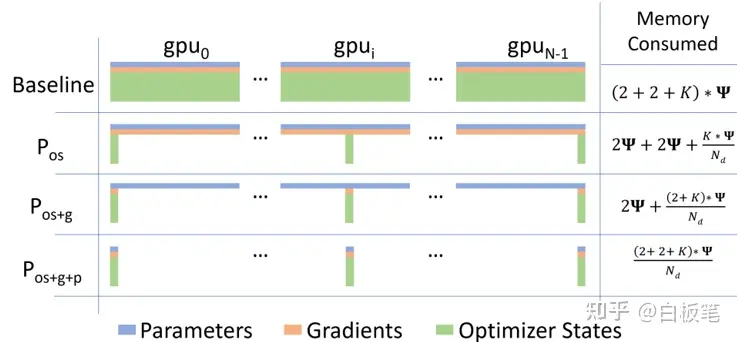 gpu0 gpui gpuN-1 Memory Consumed
... ...
Baseline (2 + 2 + K) * Ψ
... ...
Pos 2Ψ + 2Ψ + K * Ψ / Nd
... ...
Pos+g 2Ψ + (2+K)*Ψ / Nd
... ...
Pos+g+p (2+2+K)*Ψ / Nd
知乎 @白板笔
Parameters Gradients Optimizer States